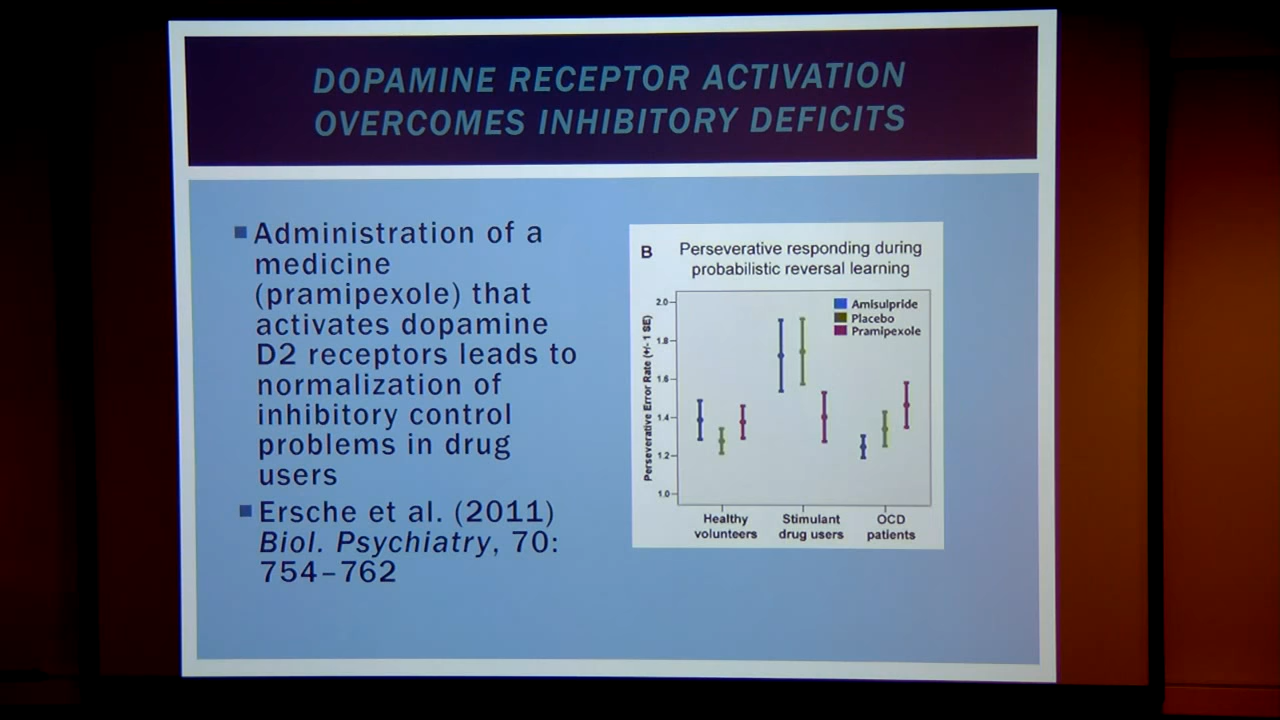 DOPAMINE RECEPTOR ACTIVATION
OVERCOMES INHIBITORY DEFICITS
Administration of a
medicine
(pramipexole) that
activates dopamine
D2 receptors leads to
normalization of
inhibitory control
problems in drug
users
Ersche et al. (2011)
Biol. Psychiatry, 70:
754–762
B
Perseverative responding during
probabilistic reversal learning
Amisulpride
Placebo
Pramipexole
Perseverative Error Rate (+/- 1 SE)
2.0
1.8
1.6
1.4
1.2
1.0
Healthy
volunteers
Stimulant
drug users
OCD
patients